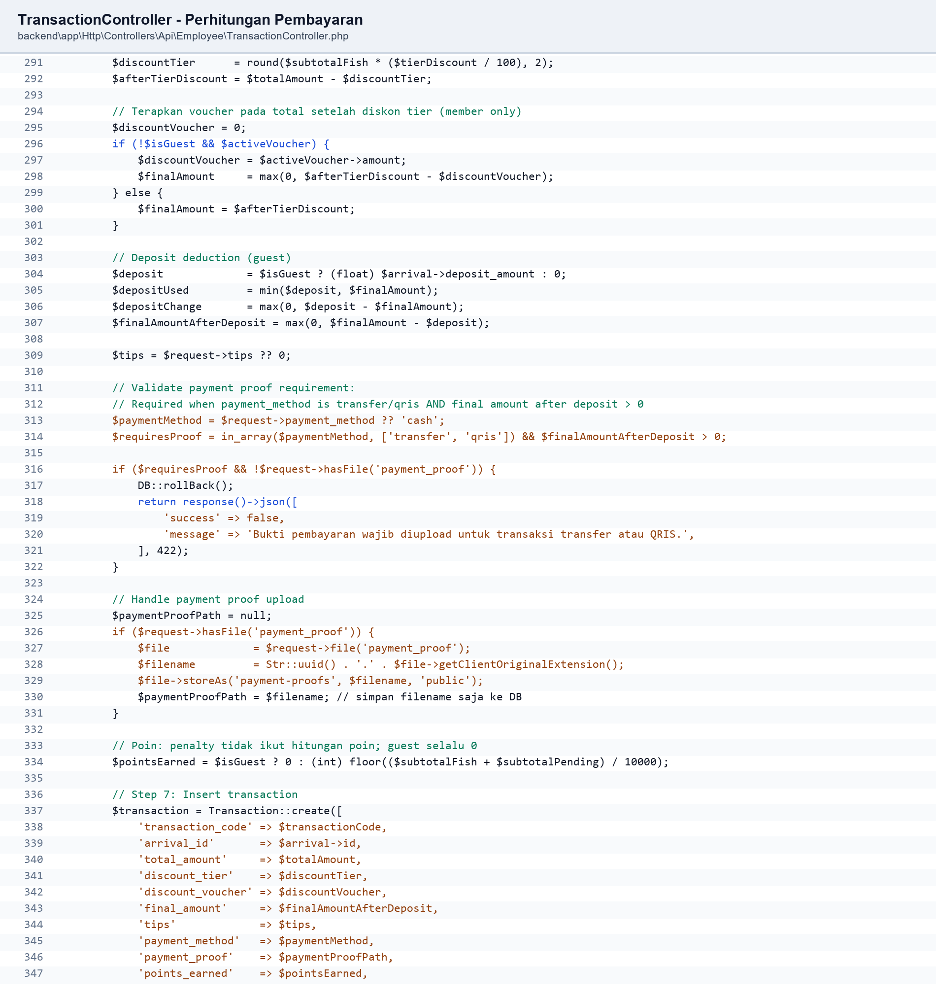 TransactionController - Perhitungan Pembayaran
backend\app\Http\Controllers\Api\Employee\TransactionController.php
291 $discountTier      = round($subtotalFish * ($tierDiscount / 100), 2);
292 $afterTierDiscount = $totalAmount - $discountTier;
293
294 // Terapkan voucher pada total setelah diskon tier (member only)
295 $discountVoucher = 0;
296 if (!$isGuest && $activeVoucher) {
297     $discountVoucher = $activeVoucher->amount;
298     $finalAmount     = max(0, $afterTierDiscount - $discountVoucher);
299 } else {
300     $finalAmount = $afterTierDiscount;
301 }
302
303 // Deposit deduction (guest)
304 $deposit             = $isGuest ? (float) $arrival->deposit_amount : 0;
305 $depositUsed         = min($deposit, $finalAmount);
306 $depositChange       = max(0, $deposit - $finalAmount);
307 $finalAmountAfterDeposit = max(0, $finalAmount - $deposit);
308
309 $tips = $request->tips ?? 0;
310
311 // Validate payment proof requirement:
312 // Required when payment_method is transfer/qris AND final amount after deposit > 0
313 $paymentMethod = $request->payment_method ?? 'cash';
314 $requiresProof = in_array($paymentMethod, ['transfer', 'qris']) && $finalAmountAfterDeposit > 0;
315
316 if ($requiresProof && !$request->hasFile('payment_proof')) {
317     DB::rollBack();
318     return response()->json([
319         'success' => false,
320         'message' => 'Bukti pembayaran wajib diupload untuk transaksi transfer atau QRIS.',
321     ], 422);
322 }
323
324 // Handle payment proof upload
325 $paymentProofPath = null;
326 if ($request->hasFile('payment_proof')) {
327     $file             = $request->file('payment_proof');
328     $filename         = Str::uuid() . '.' . $file->getClientOriginalExtension();
329     $file->storeAs('payment-proofs', $filename, 'public');
330     $paymentProofPath = $filename; // simpan filename saja ke DB
331 }
332
333 // Poin: penalty tidak ikut hitungan poin; guest selalu 0
334 $pointsEarned = $isGuest ? 0 : (int) floor(($subtotalFish + $subtotalPending) / 10000);
335
336 // Step 7: Insert transaction
337 $transaction = Transaction::create([
338     'transaction_code' => $transactionCode,
339     'arrival_id'       => $arrival->id,
340     'total_amount'     => $totalAmount,
341     'discount_tier'    => $discountTier,
342     'discount_voucher' => $discountVoucher,
343     'final_amount'     => $finalAmountAfterDeposit,
344     'tips'             => $tips,
345     'payment_method'   => $paymentMethod,
346     'payment_proof'    => $paymentProofPath,
347     'points_earned'    => $pointsEarned,